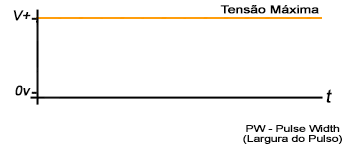 Tensão Máxima
V+
0v
t
PW - Pulse Width
(Largura do Pulso)